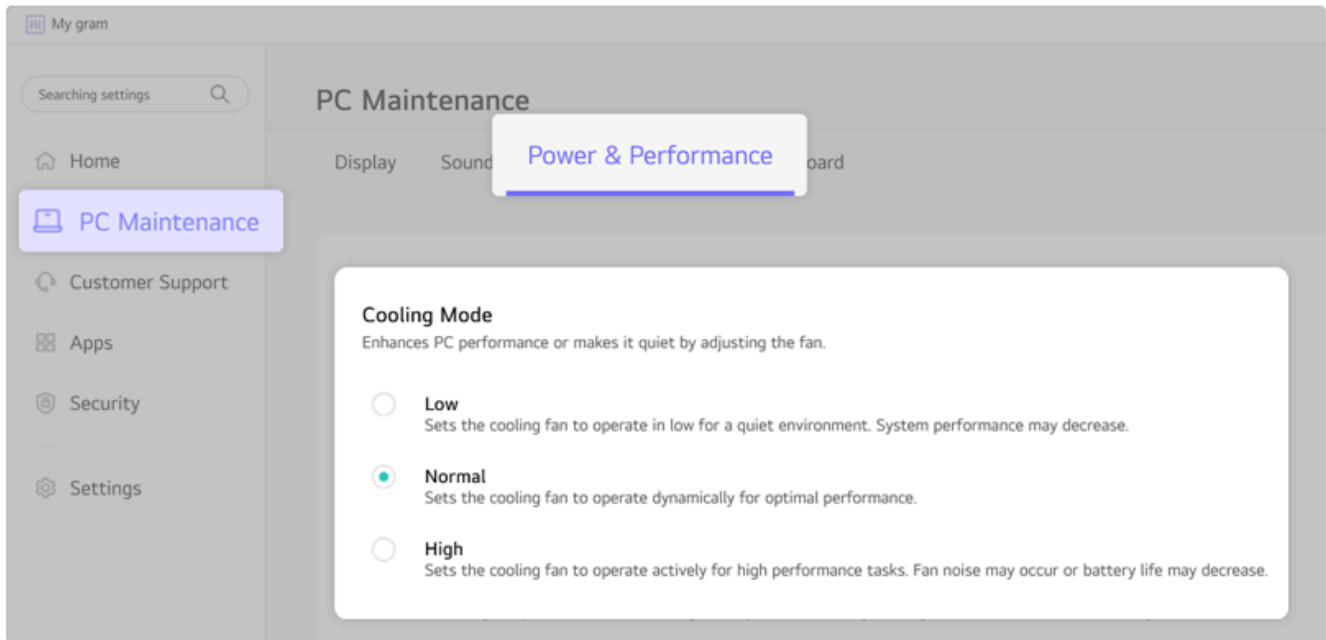 My gram
Searching settings
PC Maintenance
Home
Display Sound Power & Performance oard
PC Maintenance
Customer Support
Cooling Mode
Enhances PC performance or makes it quiet by adjusting the fan.
Apps
Low
Sets the cooling fan to operate in low for a quiet environment. System performance may decrease.
Security
Normal
Sets the cooling fan to operate dynamically for optimal performance.
Settings
High
Sets the cooling fan to operate actively for high performance tasks. Fan noise may occur or battery life may decrease.